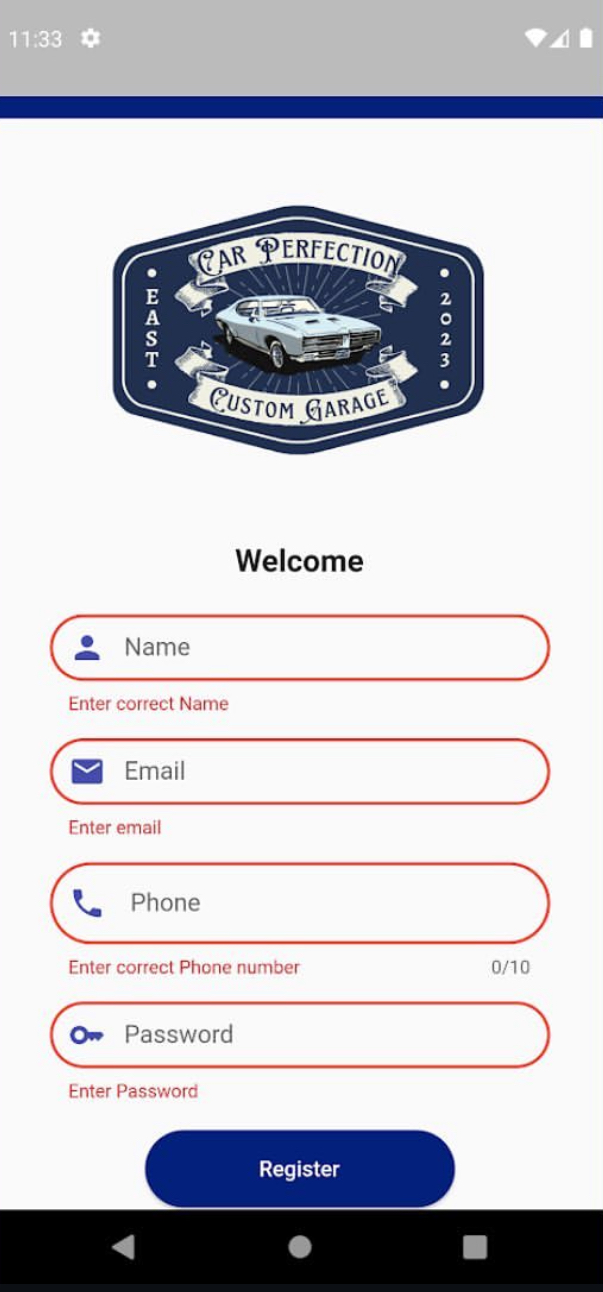 11:33
CAR PERFECTION
EAST
2023
CUSTOM GARAGE
Welcome
Name
Enter correct Name
Email
Enter email
Phone
Enter correct Phone number 0/10
Password
Enter Password
Register